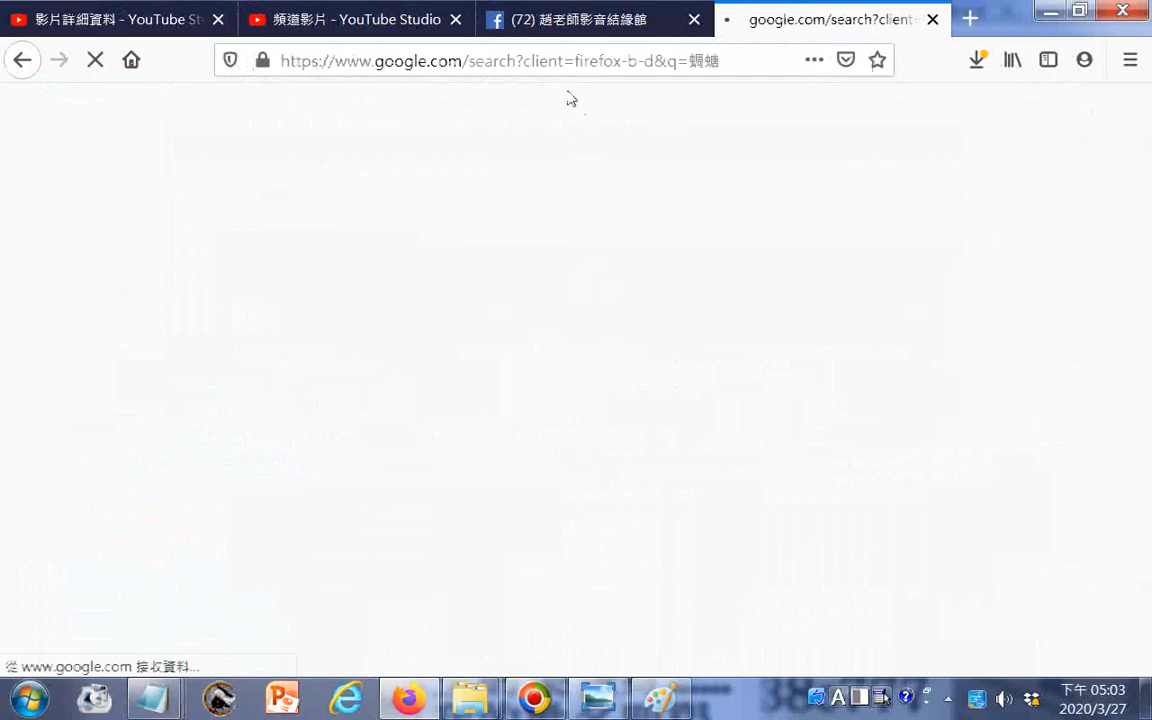 影片詳細資料 - YouTube St
頻道影片 - YouTube Studio
(72) 趙老師影音結緣館
google.com/search?client=
https://www.google.com/search?client=firefox-b-d&q=蜩螗
從 www.google.com 接收資料...
下午 05:03
2020/3/27